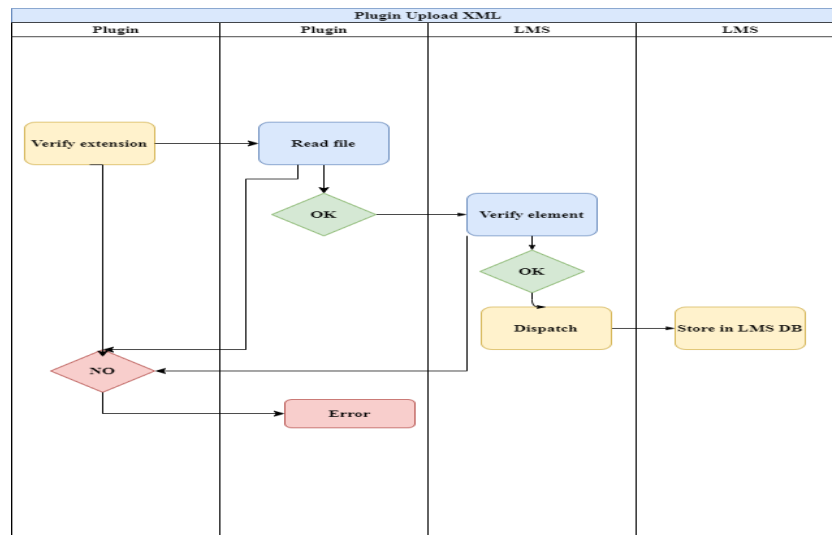 Plugin Upload XML
Plugin
Plugin
LMS
LMS
Verify extension
Read file
OK
Verify element
OK
Dispatch
Store in LMS DB
NO
Error